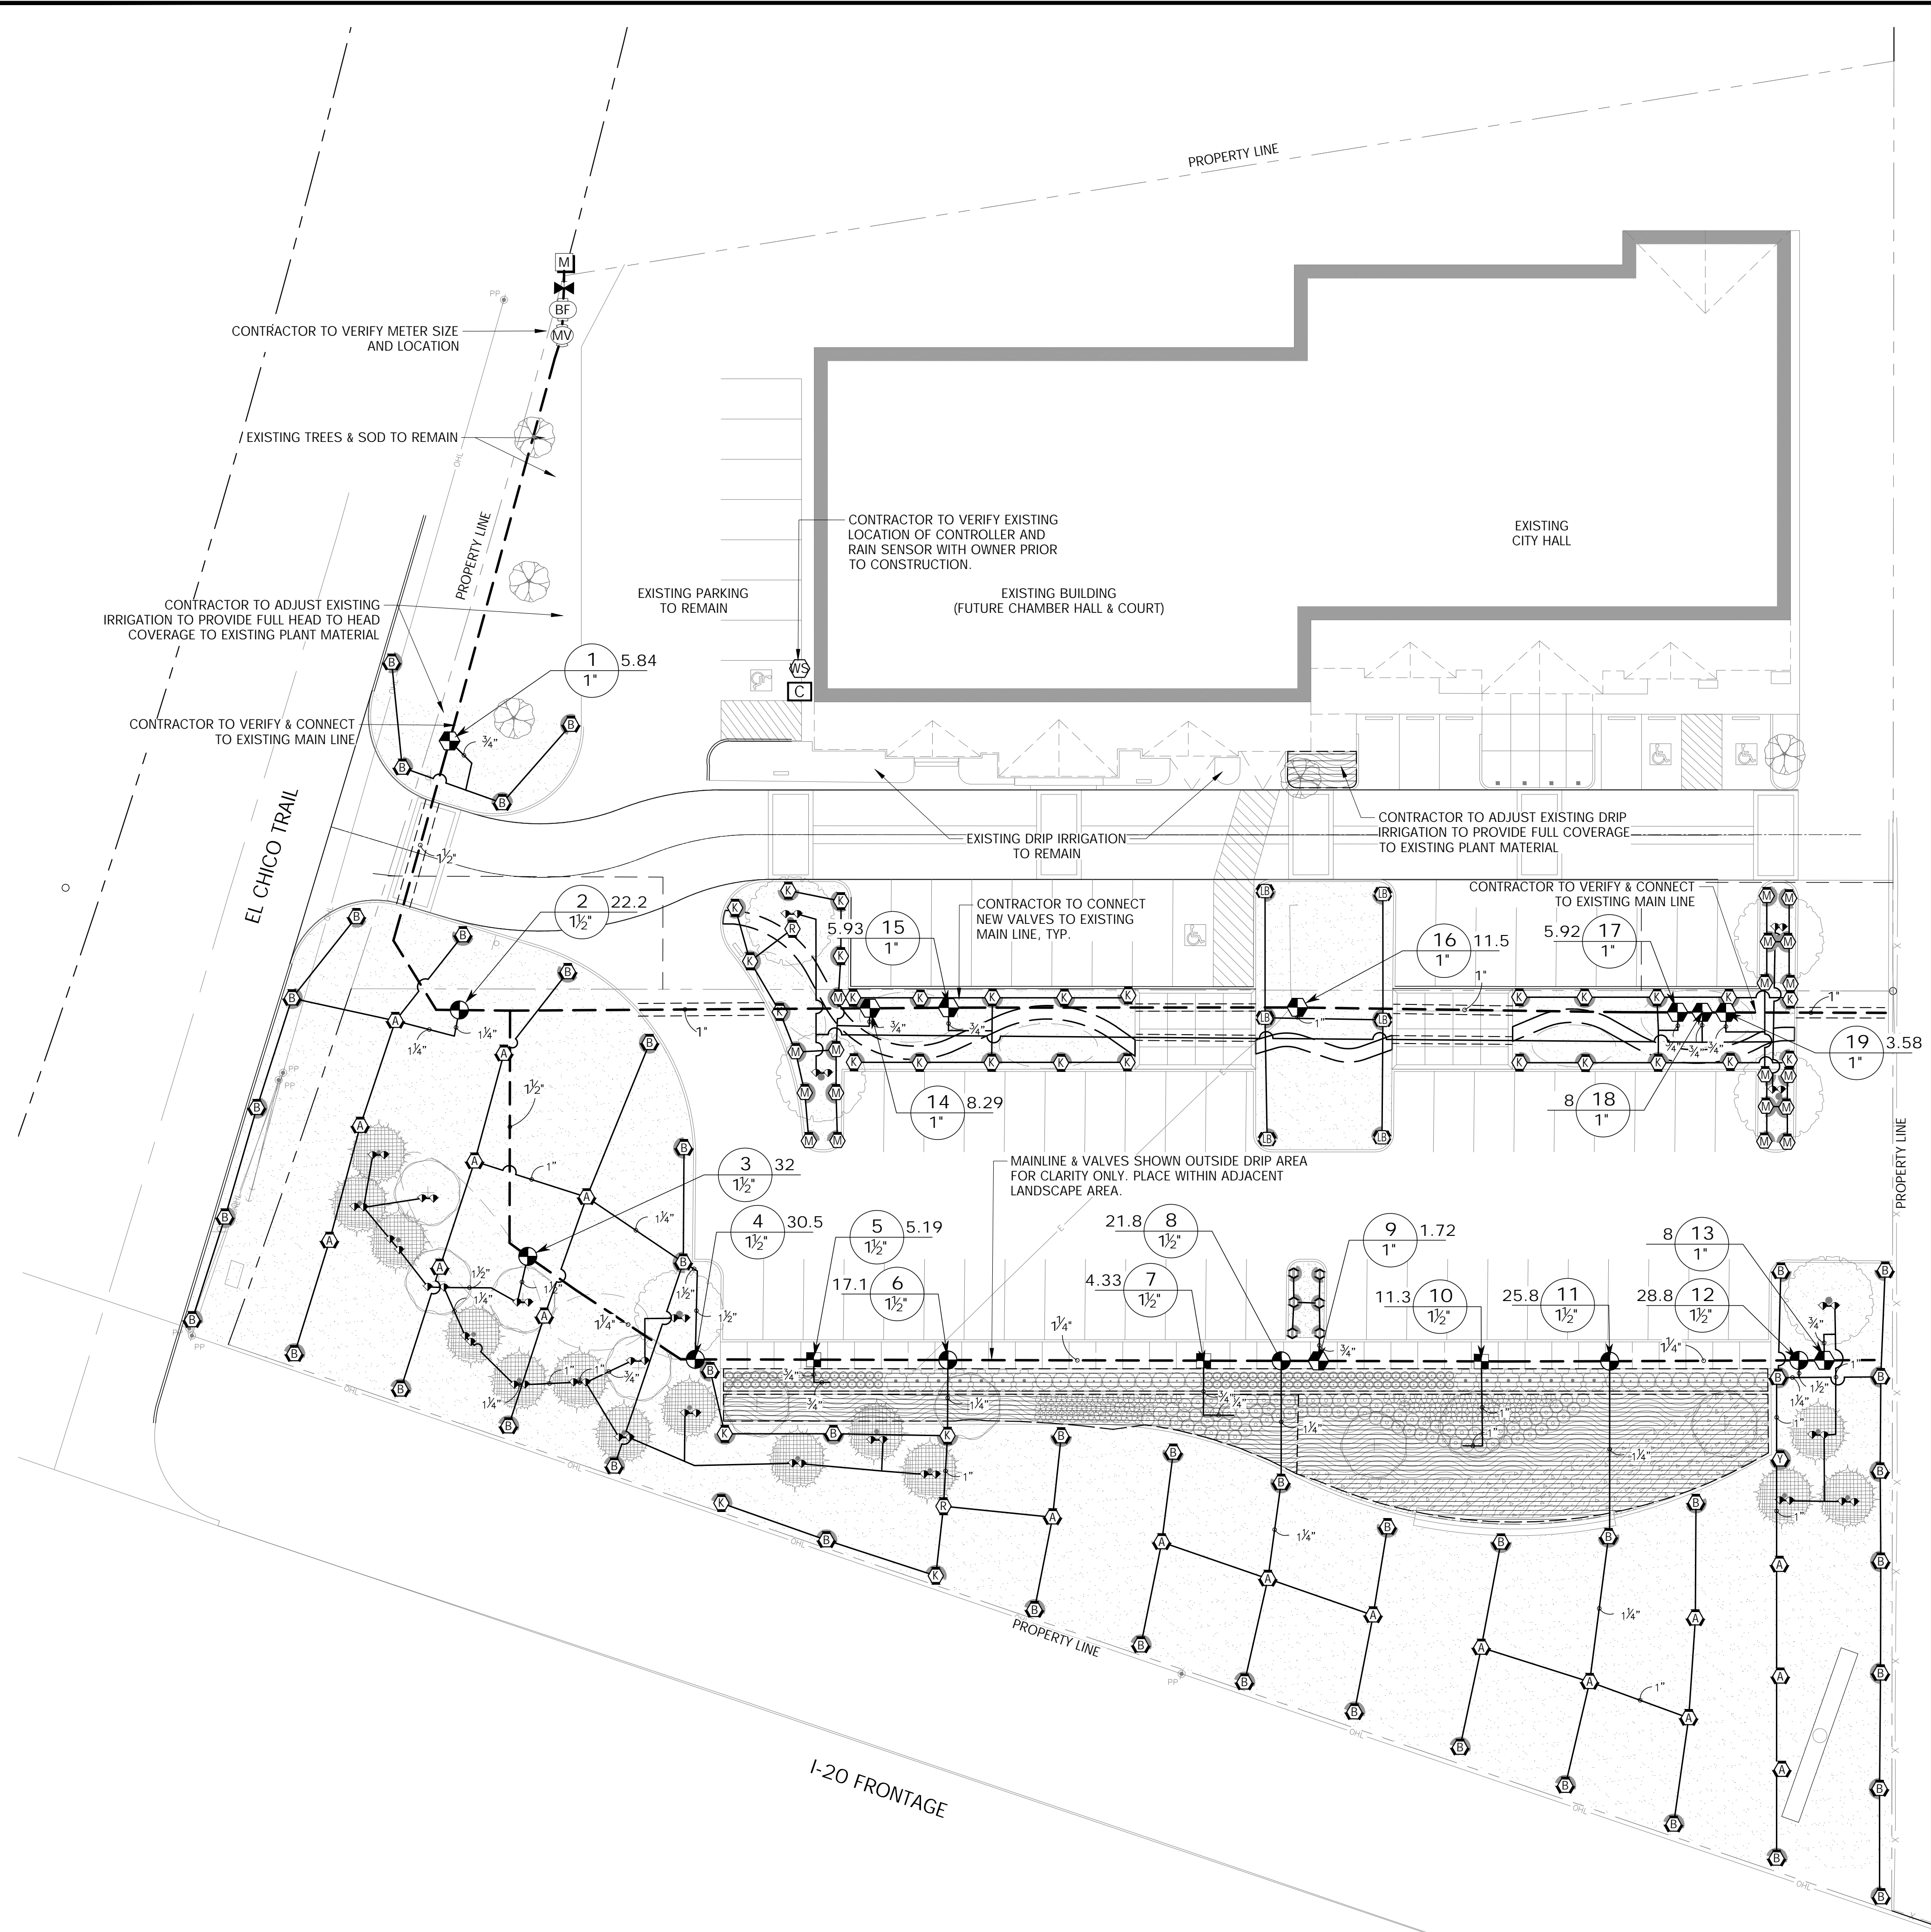 PROPERTY LINE
M
PP
BF
MV
CONTRACTOR TO VERIFY METER SIZE
AND LOCATION
EXISTING TREES & SOD TO REMAIN
OHL
PROPERTY LINE
CONTRACTOR TO VERIFY EXISTING
LOCATION OF CONTROLLER AND
RAIN SENSOR WITH OWNER PRIOR
TO CONSTRUCTION.
EXISTING
CITY HALL
EXISTING PARKING
TO REMAIN
EXISTING BUILDING
(FUTURE CHAMBER HALL & COURT)
CONTRACTOR TO ADJUST EXISTING
IRRIGATION TO PROVIDE FULL HEAD TO HEAD
COVERAGE TO EXISTING PLANT MATERIAL
1 5.84
1"
WS
C
CONTRACTOR TO VERIFY & CONNECT
TO EXISTING MAIN LINE
3/4"
EL CHICO TRAIL
1½"
EXISTING DRIP IRRIGATION
TO REMAIN
CONTRACTOR TO ADJUST EXISTING DRIP
IRRIGATION TO PROVIDE FULL COVERAGE
TO EXISTING PLANT MATERIAL
2 22.2
1½"
CONTRACTOR TO CONNECT
NEW VALVES TO EXISTING
MAIN LINE, TYP.
CONTRACTOR TO VERIFY & CONNECT
TO EXISTING MAIN LINE
5.93 15
1"
16 11.5
1"
5.92 17
1"
14 8.29
1"
8 18
1"
19 3.58
1"
MAINLINE & VALVES SHOWN OUTSIDE DRIP AREA
FOR CLARITY ONLY. PLACE WITHIN ADJACENT
LANDSCAPE AREA.
PROPERTY LINE
3 32
1½"
4 30.5
1½"
5 5.19
1½"
17.1 6
1½"
4.33 7
1½"
21.8 8
1½"
9 1.72
1"
11.3 10
1½"
25.8 11
1½"
28.8 12
1½"
8 13
1"
PROPERTY LINE
PP
OHL
I-20 FRONTAGE